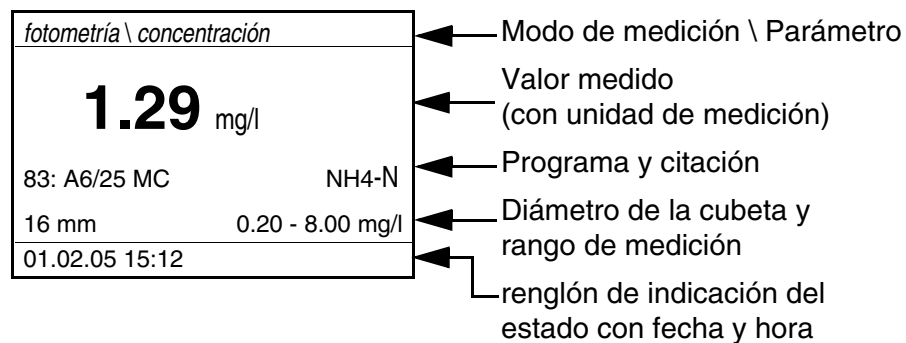 fotometría \ concentración
Modo de medición \ Parámetro
1.29 mg/l
Valor medido
(con unidad de medición)
83: A6/25 MC NH4-N
Programa y citación
16 mm 0.20 - 8.00 mg/l
Diámetro de la cubeta y
rango de medición
01.02.05 15:12
renglón de indicación del
estado con fecha y hora